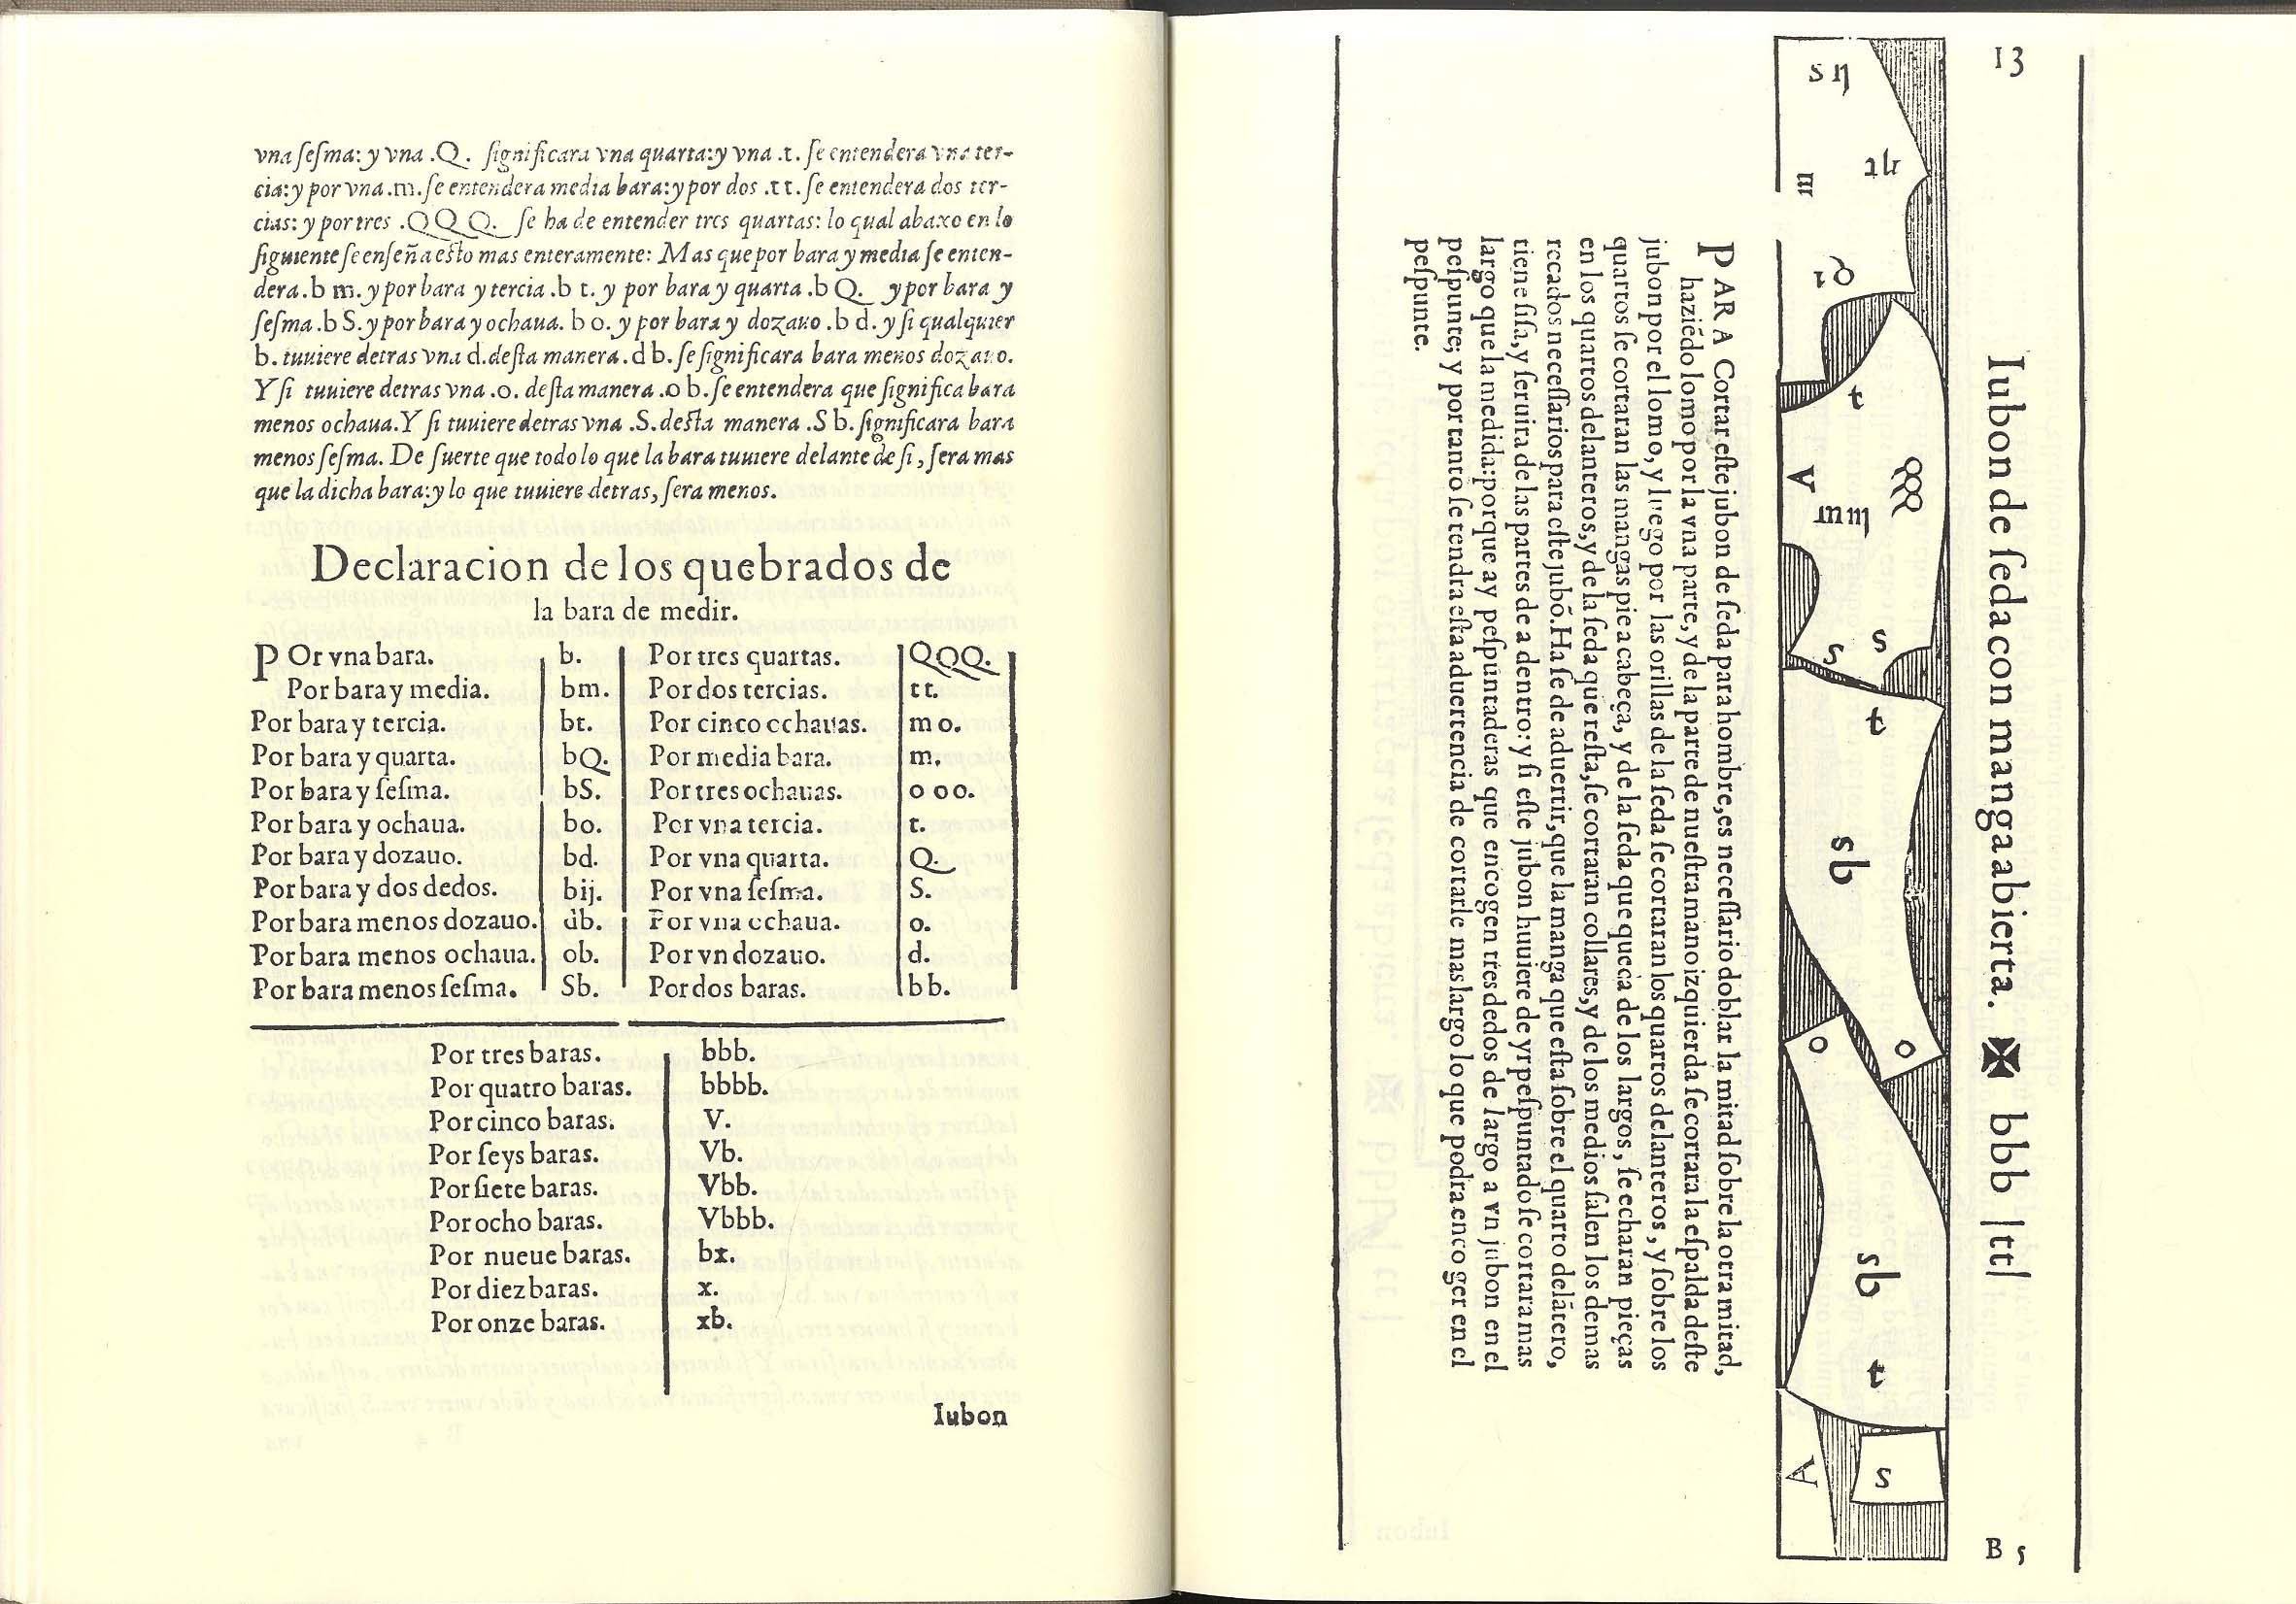 vna ſeſma: y vna .Q. ſignificara vna quarta: y vna .t. ſe entendera vna ter-
cia: y por vna .m. ſe entendera media bara: y por dos .tt. ſe entendera dos ter-
cias: y por tres .QQQ. ſe ha de entender tres quartas: lo qual abaxo en lo
ſiguiente ſe enſeña eſto mas enteramente: Mas que por bara y media ſe enten-
dera .b m. y por bara y tercia .b t. y por bara y quarta .b Q. y por bara y
ſeſma .b S. y por bara y ochaua. b o. y por bara y dozauo .b d. y ſi qualquier
b. tuuiere detras vna d. deſta manera .d b. ſe ſignificara bara menos dozauo.
Y ſi tuuiere detras vna .o. deſta manera .o b. ſe entendera que ſignifica bara
menos ochaua. Y ſi tuuiere detras vna .S. deſta manera .S b. ſignificara bara
menos ſeſma. De ſuerte que todo lo que la bara tuuiere delante de ſi, ſera mas
que la dicha bara: y lo que tuuiere detras, ſera menos.
Declaracion de los quebrados de
la bara de medir.
POr vna bara. b. Por tres quartas. QQQ.
Por bara y media. bm. Por dos tercias. tt.
Por bara y tercia. bt. Por cinco ochauas. mo.
Por bara y quarta. bQ. Por media bara. m.
Por bara y ſeſma. bS. Por tres ochauas. ooo.
Por bara y ochaua. bo. Por vna tercia. t.
Por bara y dozauo. bd. Por vna quarta. Q.
Por bara y dos dedos. bij. Por vna ſeſma. S.
Por bara menos dozauo. db. Por vna ochaua. o.
Por bara menos ochaua. ob. Por vn dozauo. d.
Por bara menos ſeſma. Sb. Por dos baras. bb.
Por tres baras. bbb.
Por quatro baras. bbbb.
Por cinco baras. V.
Por ſeys baras. Vb.
Por ſiete baras. Vbb.
Por ocho baras. Vbbb.
Por nueue baras. bx.
Por diez baras. x.
Por onze baras. xb.
Iubon
13
Iubon de ſeda con manga abierta. ✠ bbb |tt|
s
m
t
A
s
s
t
sb
o
o
sb
t
A
s
PARA Cortar eſte jubon de ſeda para hombre, es neceſſario doblar la mitad ſobre la otra mitad,
haziẽdo lomo por la vna parte, y de la parte de nueſtra mano izquierda ſe cortara la eſpalda deſte
jubon por el lomo, y luego por las orillas de la ſeda ſe cortaran los quartos delanteros, y ſobre los
quartos ſe cortaran las mangas pie a cabeça, y de la ſeda que queda de los largos, ſe echaran pieças
en los quartos delanteros, y de la ſeda que reſta, ſe cortaran collares, y de los medios ſalen los demas
recados neceſſarios para eſte jubõ. Haſe de aduertir, que la manga que eſta ſobre el quarto delãtero,
tiene ſiſa, y ſeruira de las partes de a dentro: y ſi eſte jubon huuiere de yr peſpuntado ſe cortara mas
largo que la medida: porque ay peſpuntaderas que encogen tres dedos de largo a vn jubon en el
peſpunte; y por tanto ſe tendra eſta aduertencia de cortarle mas largo lo que podra encoger en el
peſpunte.
B 5